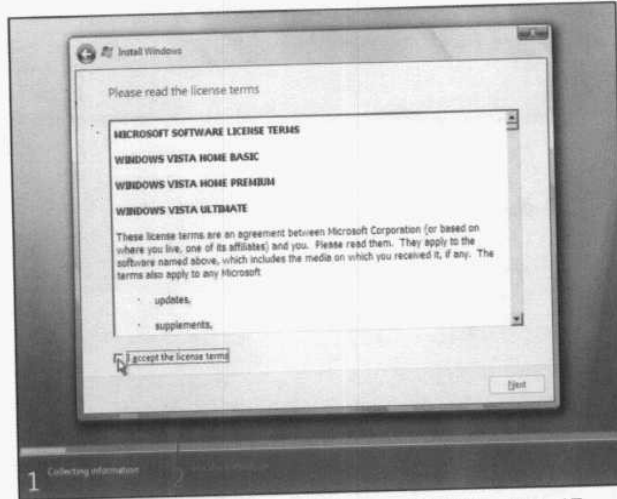 Install Windows
Please read the license terms
MICROSOFT SOFTWARE LICENSE TERMS
WINDOWS VISTA HOME BASIC
WINDOWS VISTA HOME PREMIUM
WINDOWS VISTA ULTIMATE
These license terms are an agreement between Microsoft Corporation (or based on
where you live, one of its affiliates) and you. Please read them. They apply to the
software named above, which includes the media on which you received it, if any. The
terms also apply to any Microsoft
· updates,
· supplements,
I accept the license terms
Next
1 Collecting information
2